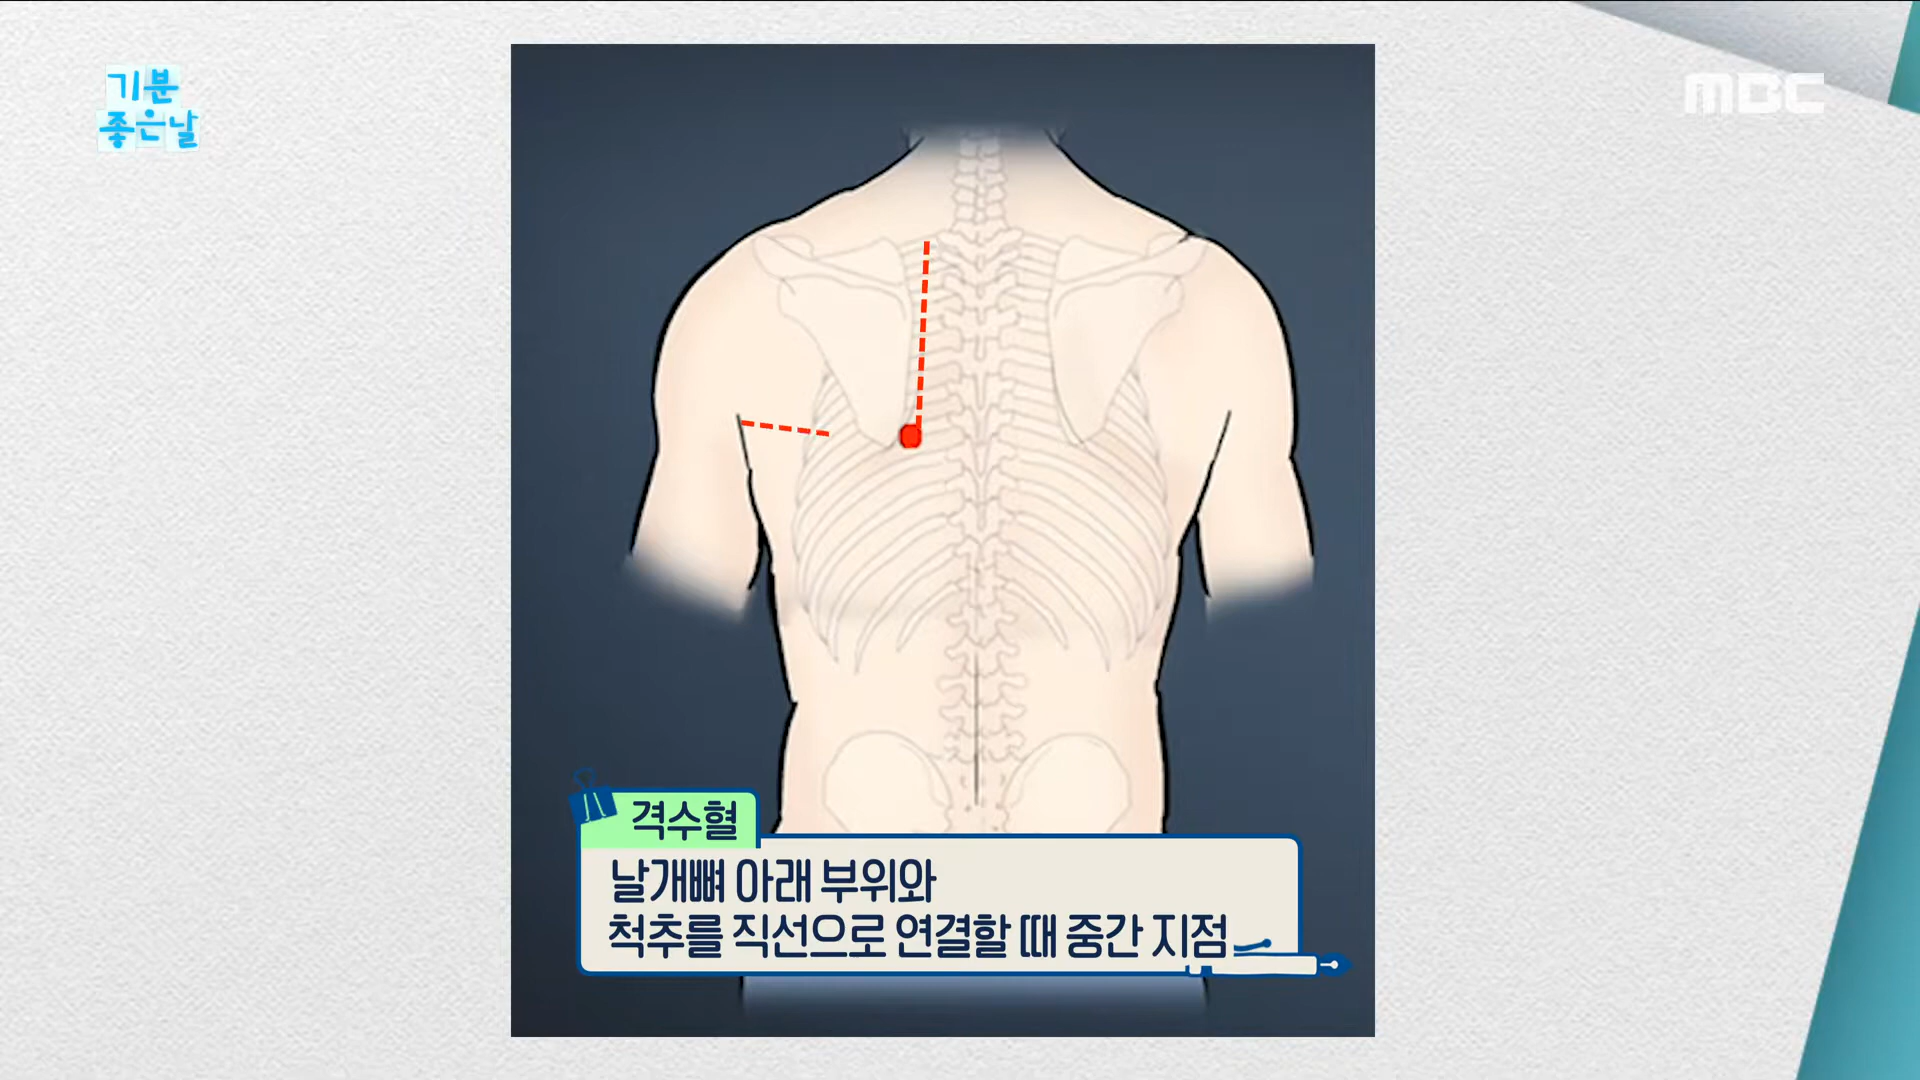 기분
좋은날
MBC
격수혈
날개뼈 아래 부위와
척추를 직선으로 연결할 때 중간 지점